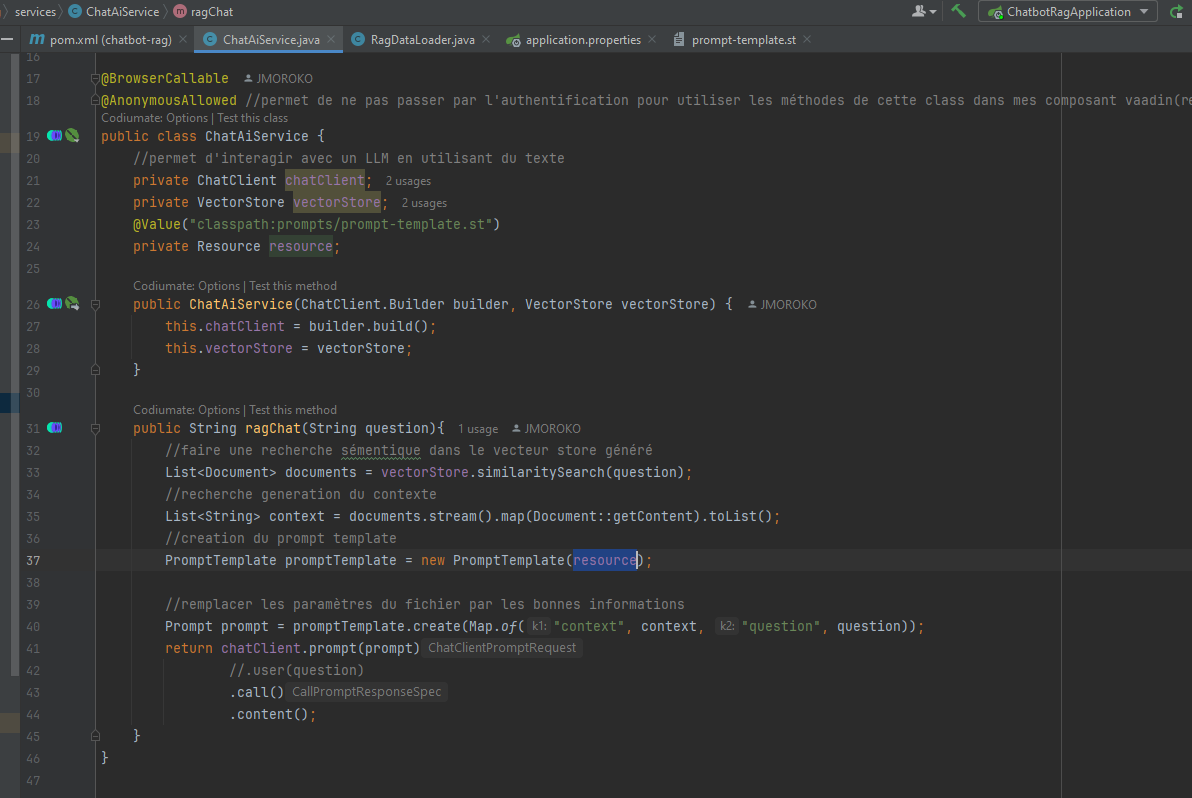 services ChatAiService ragChat ChatbotRagApplication
pom.xml (chatbot-rag) ChatAiService.java RagDataLoader.java application.properties prompt-template.st
16
17 @BrowserCallable JMOROKO
18 @AnonymousAllowed //permet de ne pas passer par l'authentification pour utiliser les méthodes de cette class dans mes composant vaadin(re
Codiumate: Options | Test this class
19 public class ChatAiService {
20 //permet d'interagir avec un LLM en utilisant du texte
21 private ChatClient chatClient; 2 usages
22 private VectorStore vectorStore; 2 usages
23 @Value("classpath:prompts/prompt-template.st")
24 private Resource resource;
25
Codiumate: Options | Test this method
26 public ChatAiService(ChatClient.Builder builder, VectorStore vectorStore) { JMOROKO
27 this.chatClient = builder.build();
28 this.vectorStore = vectorStore;
29 }
30
Codiumate: Options | Test this method
31 public String ragChat(String question){ 1 usage JMOROKO
32 //faire une recherche sémentique dans le vecteur store généré
33 List<Document> documents = vectorStore.similaritySearch(question);
34 //recherche generation du contexte
35 List<String> context = documents.stream().map(Document::getContent).toList();
36 //creation du prompt template
37 PromptTemplate promptTemplate = new PromptTemplate(resource);
38
39 //remplacer les paramètres du fichier par les bonnes informations
40 Prompt prompt = promptTemplate.create(Map.of( k1: "context", context, k2: "question", question));
41 return chatClient.prompt(prompt) ChatClientPromptRequest
42 //.user(question)
43 .call() CallPromptResponseSpec
44 .content();
45 }
46 }
47